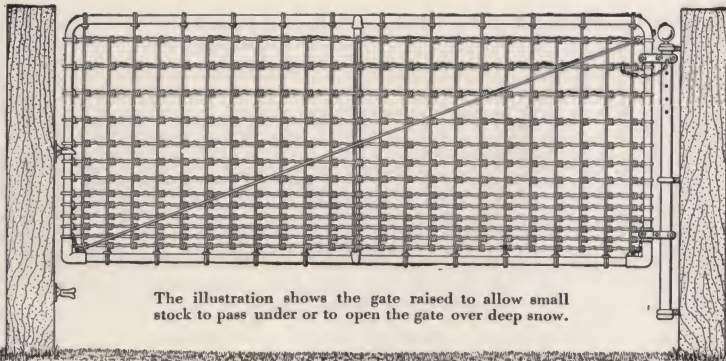 The illustration shows the gate raised to allow small
stock to pass under or to open the gate over deep snow.